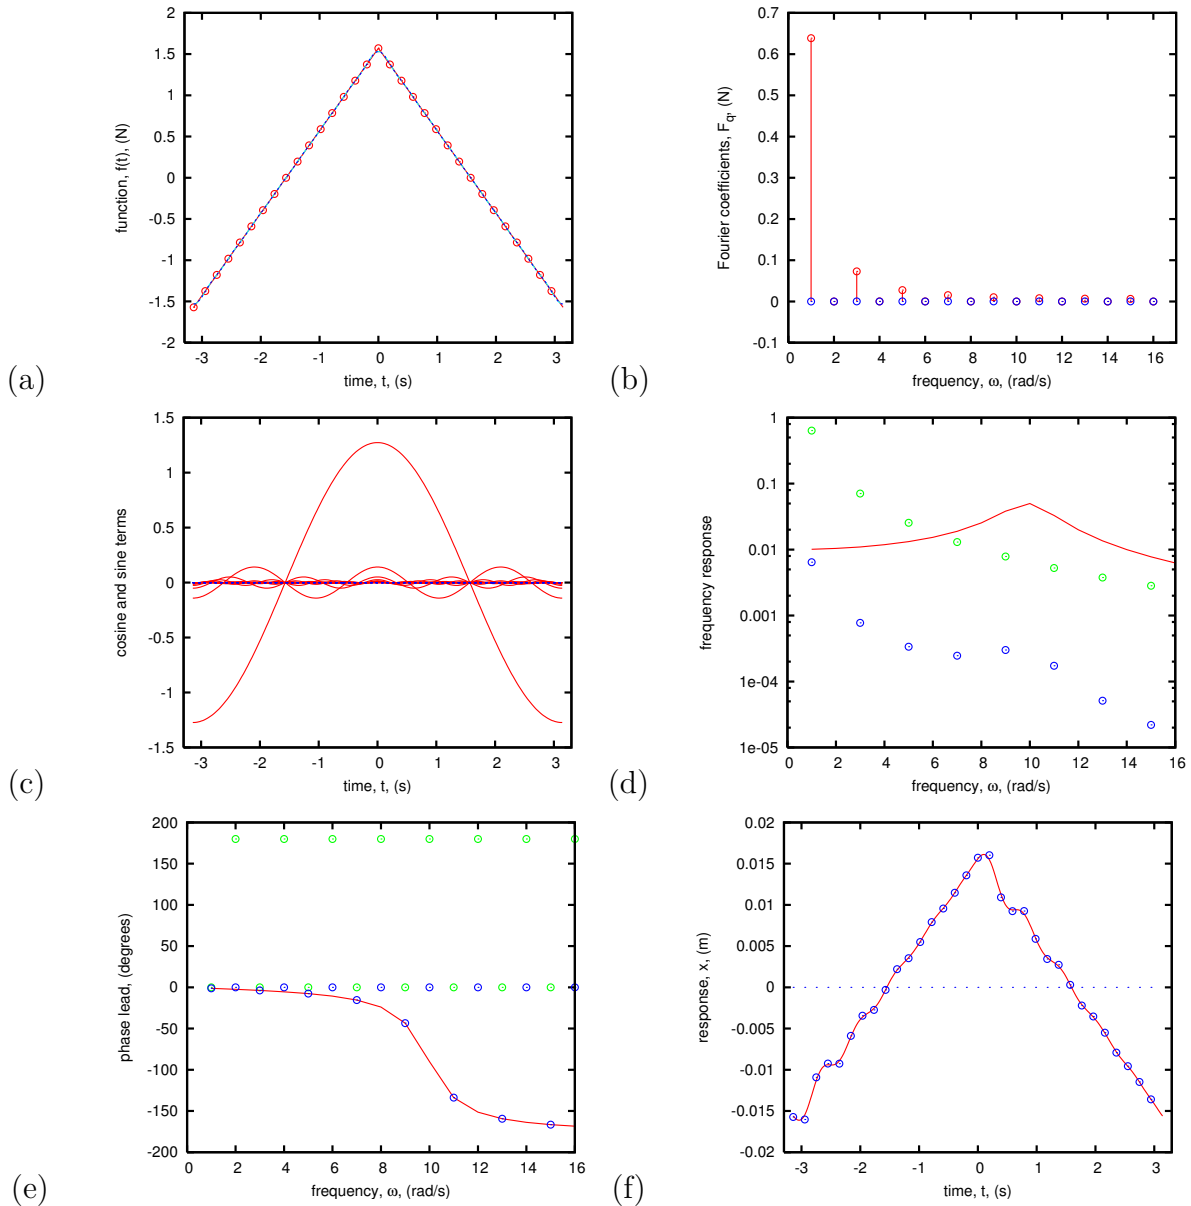 2
1.5
1
0.5
0
-0.5
-1
-1.5
-2
-3 -2 -1 0 1 2 3
function, f(t), (N)
time, t, (s)
(a)
0.7
0.6
0.5
0.4
0.3
0.2
0.1
0
-0.1
0 2 4 6 8 10 12 14 16
Fourier coefficients, F_q, (N)
frequency, ω, (rad/s)
(b)
1.5
1
0.5
0
-0.5
-1
-1.5
-3 -2 -1 0 1 2 3
cosine and sine terms
time, t, (s)
(c)
1
0.1
0.01
0.001
1e-04
1e-05
0 2 4 6 8 10 12 14 16
frequency response
frequency, ω, (rad/s)
(d)
200
150
100
50
0
-50
-100
-150
-200
0 2 4 6 8 10 12 14 16
phase lead, (degrees)
frequency, ω, (rad/s)
(e)
0.02
0.015
0.01
0.005
0
-0.005
-0.01
-0.015
-0.02
-3 -2 -1 0 1 2 3
response, x, (m)
time, t, (s)
(f)